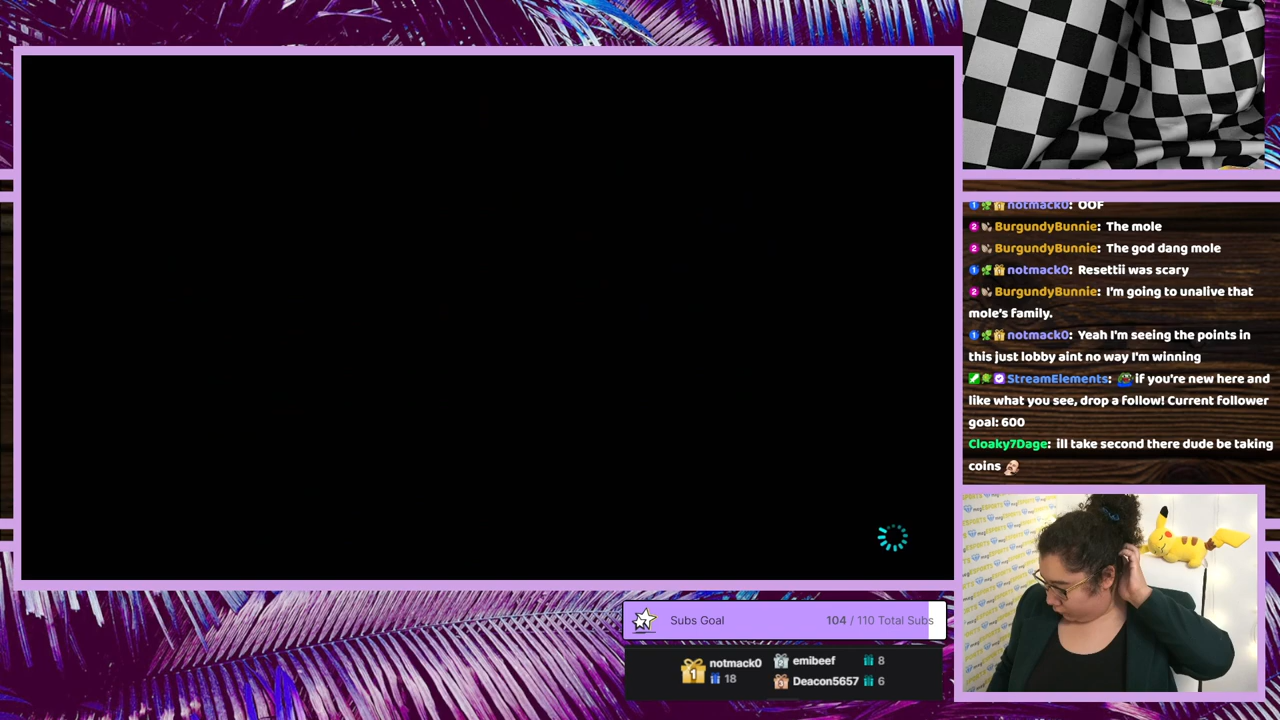 notmack0: OOF
BurgundyBunnie: The mole
BurgundyBunnie: The god dang mole
notmack0: Resettii was scary
BurgundyBunnie: I'm going to unalive that
mole's family.
notmack0: Yeah I'm seeing the points in
this just lobby aint no way I'm winning
StreamElements: if you're new here and
like what you see, drop a follow! Current follower
goal: 600
Cloaky7Dage: ill take second there dude be taking
coins
Subs Goal 104 / 110 Total Subs
notmack0 18
emibeef 8
Deacon5657 6